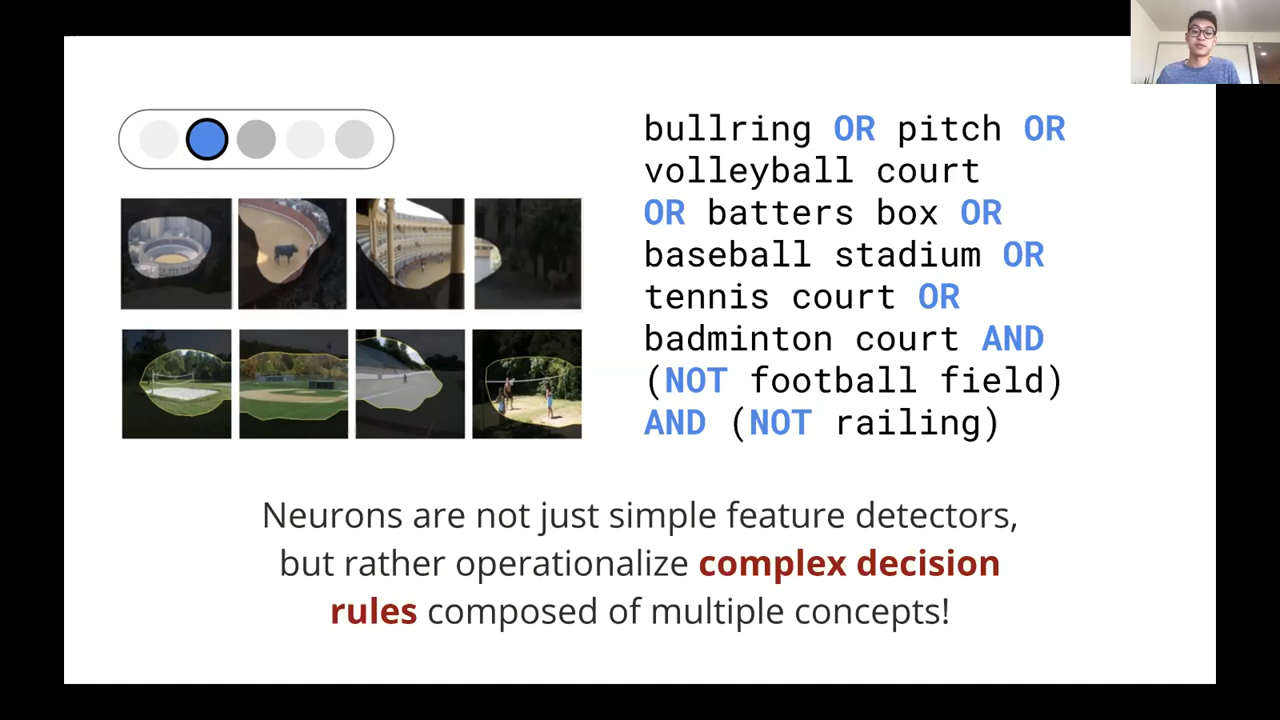 bullring OR pitch OR
volleyball court
OR batters box OR
baseball stadium OR
tennis court OR
badminton court AND
(NOT football field)
AND (NOT railing)
Neurons are not just simple feature detectors,
but rather operationalize complex decision
rules composed of multiple concepts!